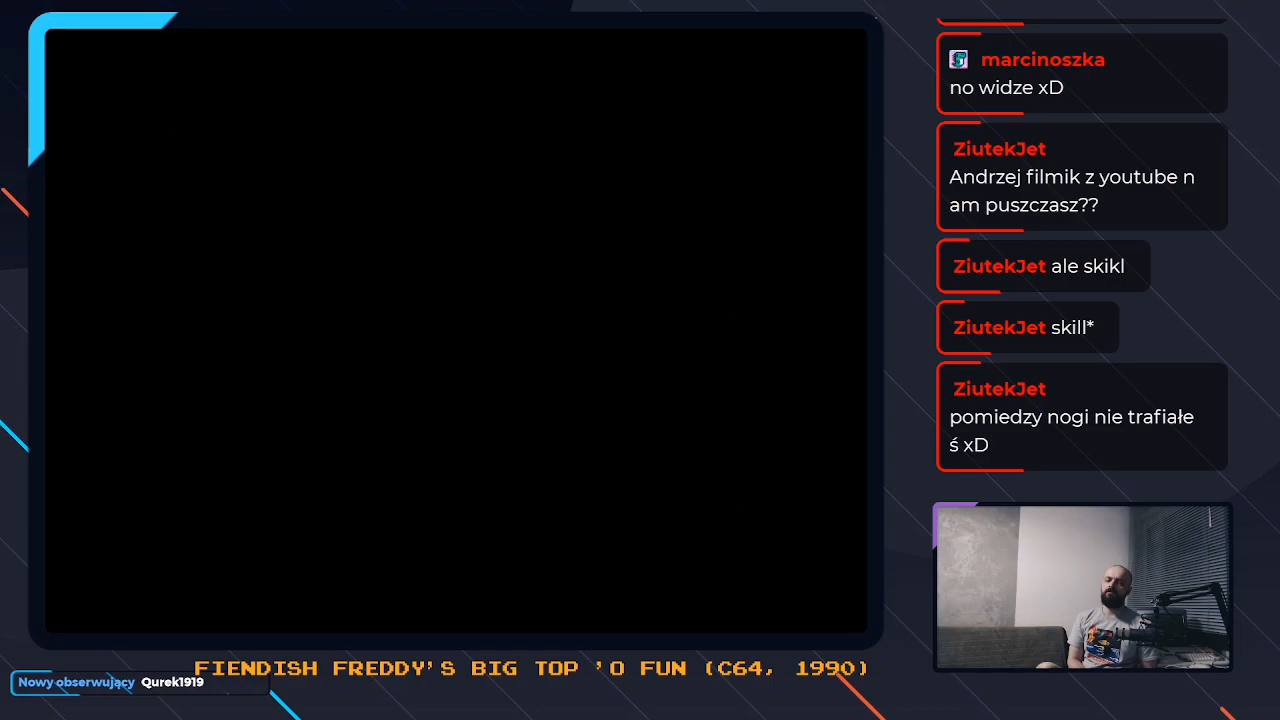 marcinoszka
no widze xD
ZiutekJet
Andrzej filmik z youtube n
am puszczasz??
ZiutekJet ale skikl
ZiutekJet skill*
ZiutekJet
pomiedzy nogi nie trafiałe
ś xD
FIENDISH FREDDY'S BIG TOP 'O FUN (C64, 1990)
Nowy obserwujący Qurek1919